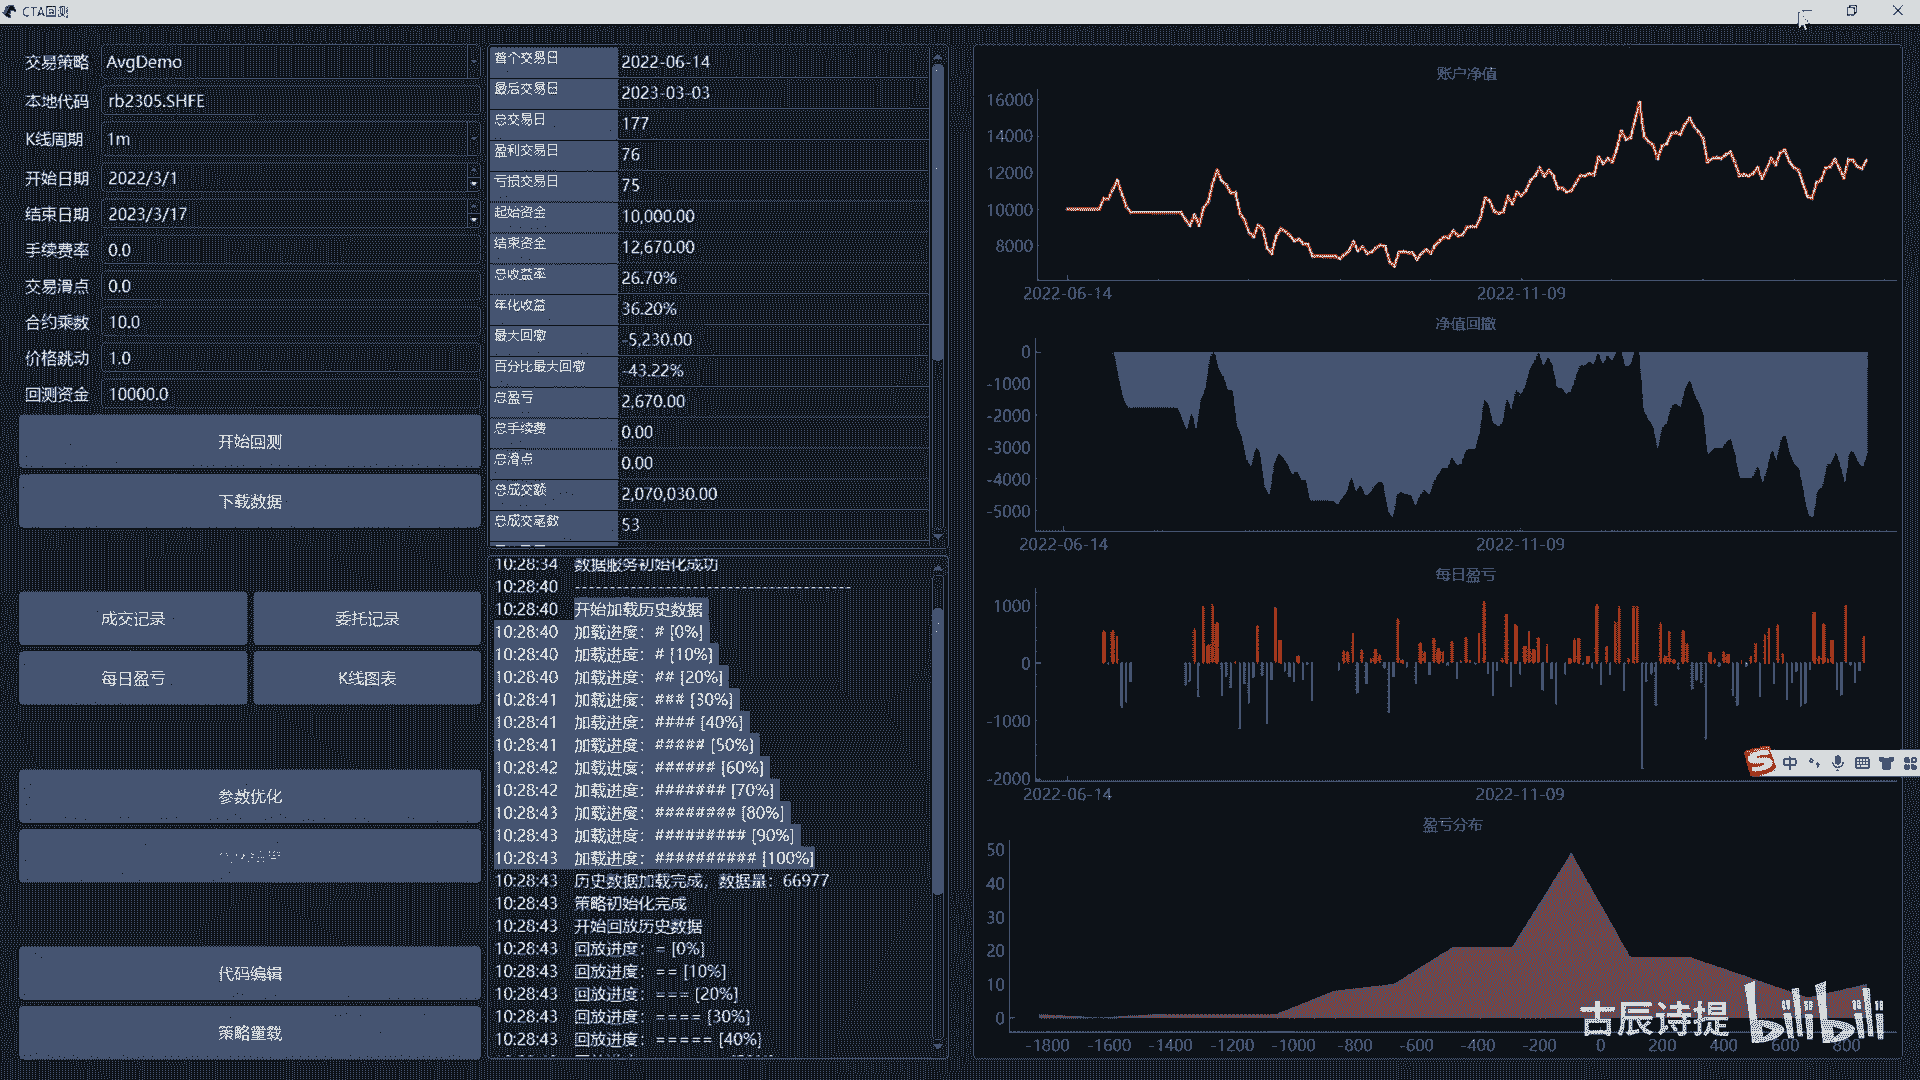 CTA回测
交易策略 AvgDemo
本地代码 rb2305.SHFE
K线周期 1m
开始日期 2022/3/1
结束日期 2023/3/17
手续费率 0.0
交易滑点 0.0
合约乘数 10.0
价格跳动 1.0
回测资金 10000.0
开始回测
下载数据
成交记录 委托记录
每日盈亏 K线图表
参数优化
代码编辑
策略重载
首个交易日 2022-06-14
最后交易日 2023-03-03
总交易日 177
盈利交易日 76
亏损交易日 75
起始资金 10,000.00
结束资金 12,670.00
总收益率 26.70%
年化收益 36.20%
最大回撤 -5,230.00
百分比最大回撤 -43.22%
总盈亏 2,670.00
总手续费 0.00
总滑点 0.00
总成交额 2,070,030.00
总成交笔数 53
10:28:34 数据服务初始化成功
10:28:40 ----------------------------------------
10:28:40 开始加载历史数据
10:28:40 加载进度：# [0%]
10:28:40 加载进度：# [10%]
10:28:40 加载进度：## [20%]
10:28:41 加载进度：### [30%]
10:28:41 加载进度：#### [40%]
10:28:41 加载进度：##### [50%]
10:28:42 加载进度：###### [60%]
10:28:42 加载进度：####### [70%]
10:28:43 加载进度：######## [80%]
10:28:43 加载进度：######### [90%]
10:28:43 加载进度：########## [100%]
10:28:43 历史数据加载完成，数据量：66977
10:28:43 策略初始化完成
10:28:43 开始回放历史数据
10:28:43 回放进度：= [0%]
10:28:43 回放进度：== [10%]
10:28:43 回放进度：=== [20%]
10:28:43 回放进度：==== [30%]
10:28:43 回放进度：===== [40%]
账户净值
16000
14000
12000
10000
8000
2022-06-14 2022-11-09
净值回撤
0
-1000
-2000
-3000
-4000
-5000
2022-06-14 2022-11-09
每日盈亏
1000
0
-1000
-2000
2022-06-14 2022-11-09
S 中
盈亏分布
50
40
30
20
10
0
-1800 -1600 -1400 -1200 -1000 -800 -600 -400 -200 0 200 400 600 800
古辰诗提 bilibili